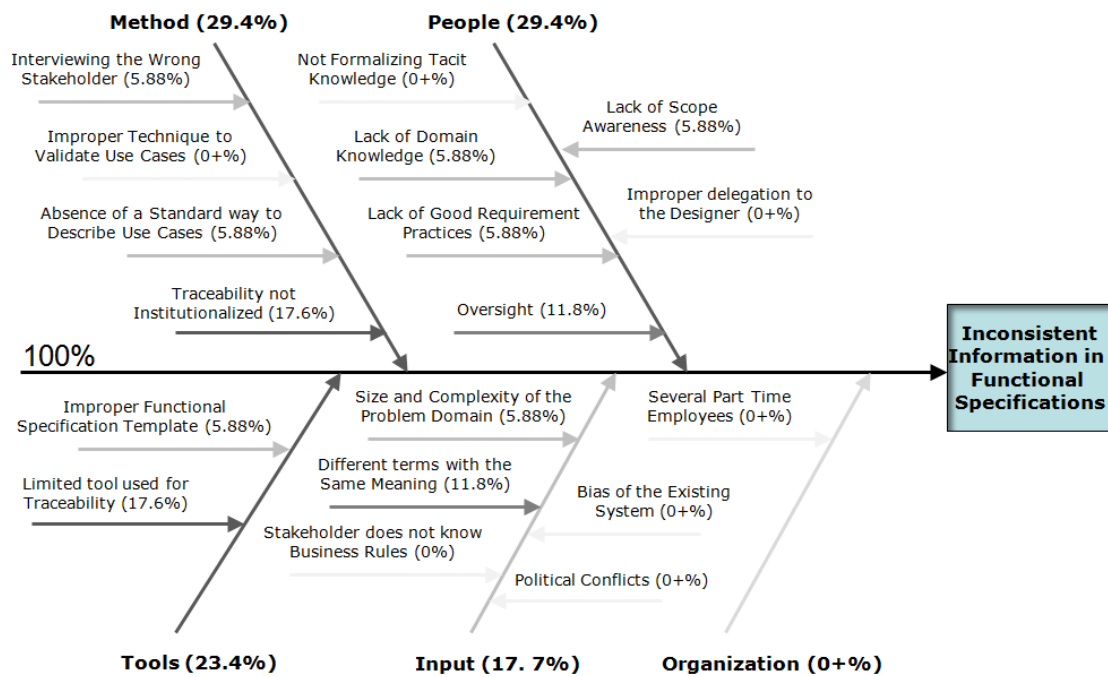 Method (29.4%)
People (29.4%)
Interviewing the Wrong
Stakeholder (5.88%)
Improper Technique to
Validate Use Cases (0+%)
Absence of a Standard way to
Describe Use Cases (5.88%)
Traceability not
Institutionalized (17.6%)
Not Formalizing Tacit
Knowledge (0+%)
Lack of Scope
Awareness (5.88%)
Lack of Domain
Knowledge (5.88%)
Improper delegation to
the Designer (0+%)
Lack of Good Requirement
Practices (5.88%)
Oversight (11.8%)
100%
Inconsistent
Information in
Functional
Specifications
Improper Functional
Specification Template (5.88%)
Limited tool used for
Traceability (17.6%)
Size and Complexity of the
Problem Domain (5.88%)
Different terms with the
Same Meaning (11.8%)
Bias of the Existing
System (0+%)
Stakeholder does not know
Business Rules (0%)
Political Conflicts (0+%)
Several Part Time
Employees (0+%)
Tools (23.4%)
Input (17. 7%)
Organization (0+%)